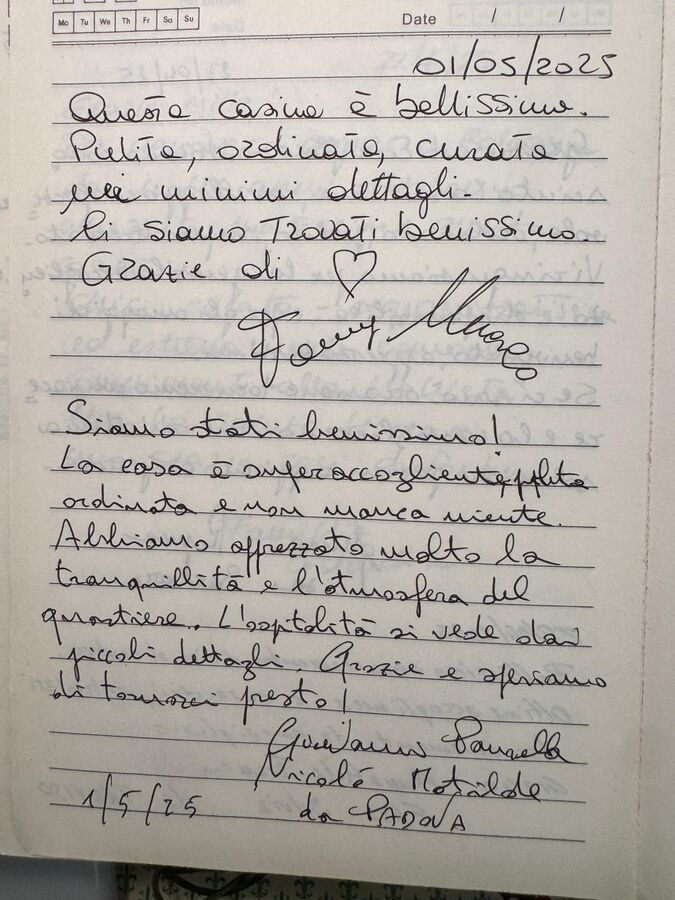 Mo Tu We Th Fr Sa Su
Date / /
01/05/2025
Questa casina è bellissima.
Pulita, ordinata, curata
nei minimi dettagli.
Ci siamo trovati benissimo.
Grazie di ♡
Siamo stati benissimo!
La casa è super accogliente, pulita
ordinata e non manca niente.
Abbiamo apprezzato molto la
tranquillità e l'atmosfera del
quartiere. L'ospitalità si vede dai
piccoli dettagli. Grazie e speriamo
di tornarci presto!
Nicolé Matilde
da PADOVA
1/5/25